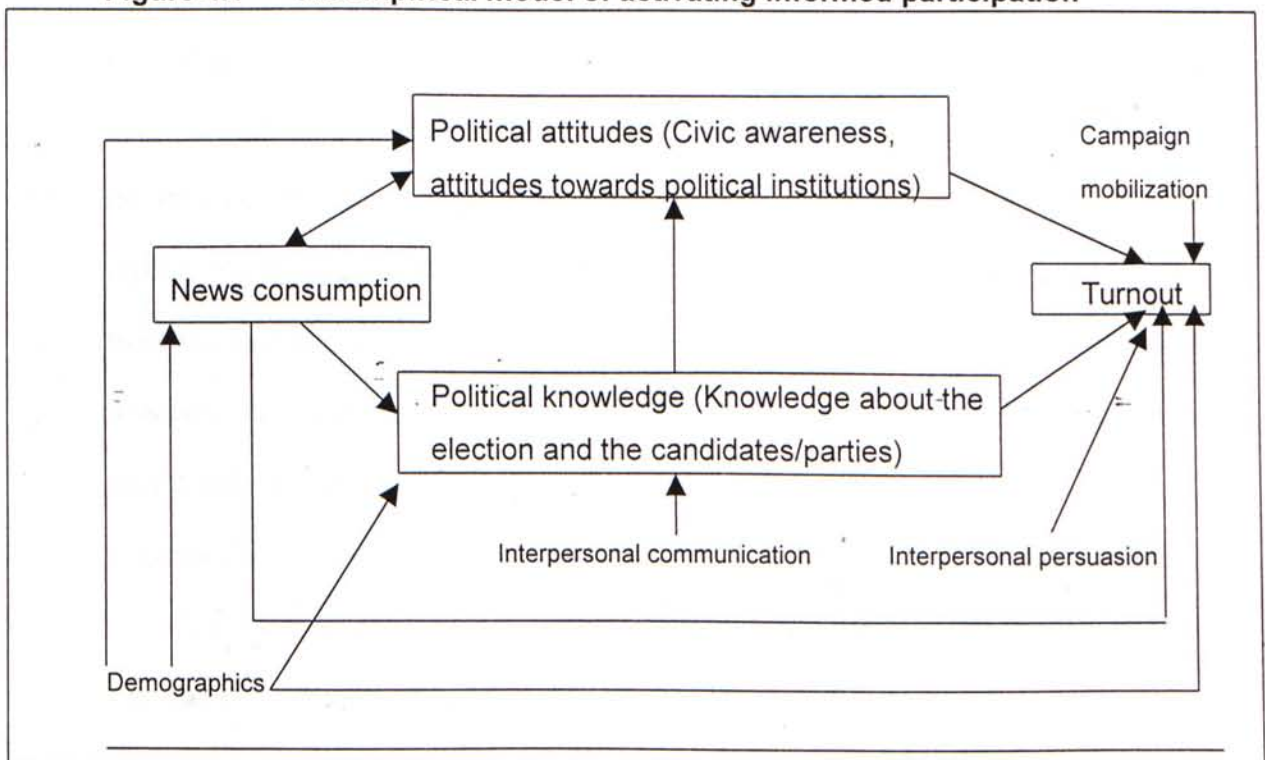 participation
Political attitudes (Civic awareness,
attitudes towards political institutions)
Campaign
mobilization
News consumption
Turnout
Political knowledge (Knowledge about the
election and the candidates/parties)
Interpersonal communication
Interpersonal persuasion
Demographics